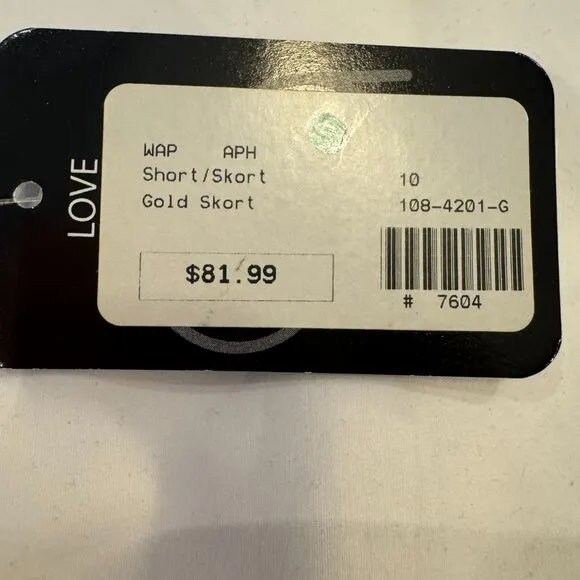 LOVE
WAP APH
Short/Skort 10
Gold Skort 108-4201-G
$81.99
# 7604